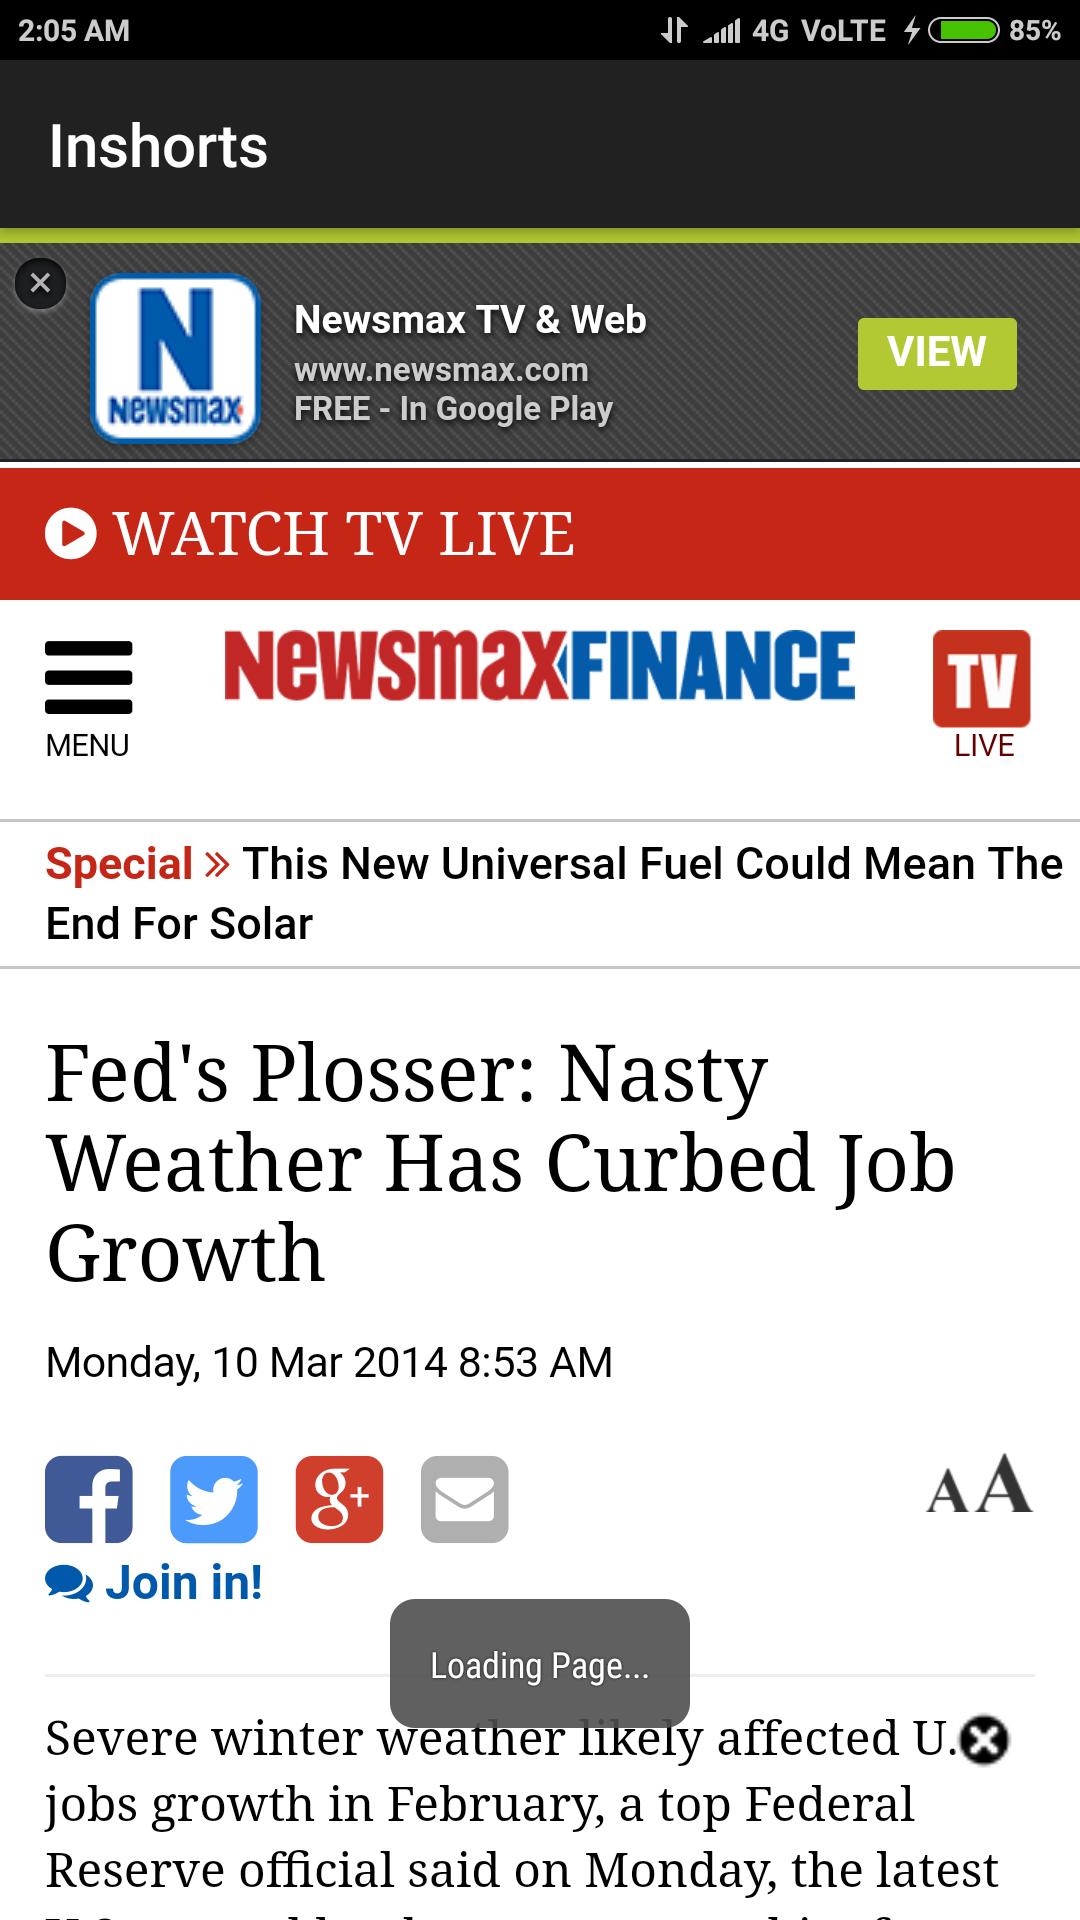 2:05 AM 4G VoLTE 85%
Inshorts
Newsmax TV & Web
www.newsmax.com
FREE - In Google Play
VIEW
N
Newsmax
WATCH TV LIVE
MENU
NewsmaxFINANCE
TV
LIVE
Special » This New Universal Fuel Could Mean The
End For Solar
Fed's Plosser: Nasty
Weather Has Curbed Job
Growth
Monday, 10 Mar 2014 8:53 AM
f
g+
AA
Join in!
Loading Page...
Severe winter weather likely affected U.
jobs growth in February, a top Federal
Reserve official said on Monday, the latest